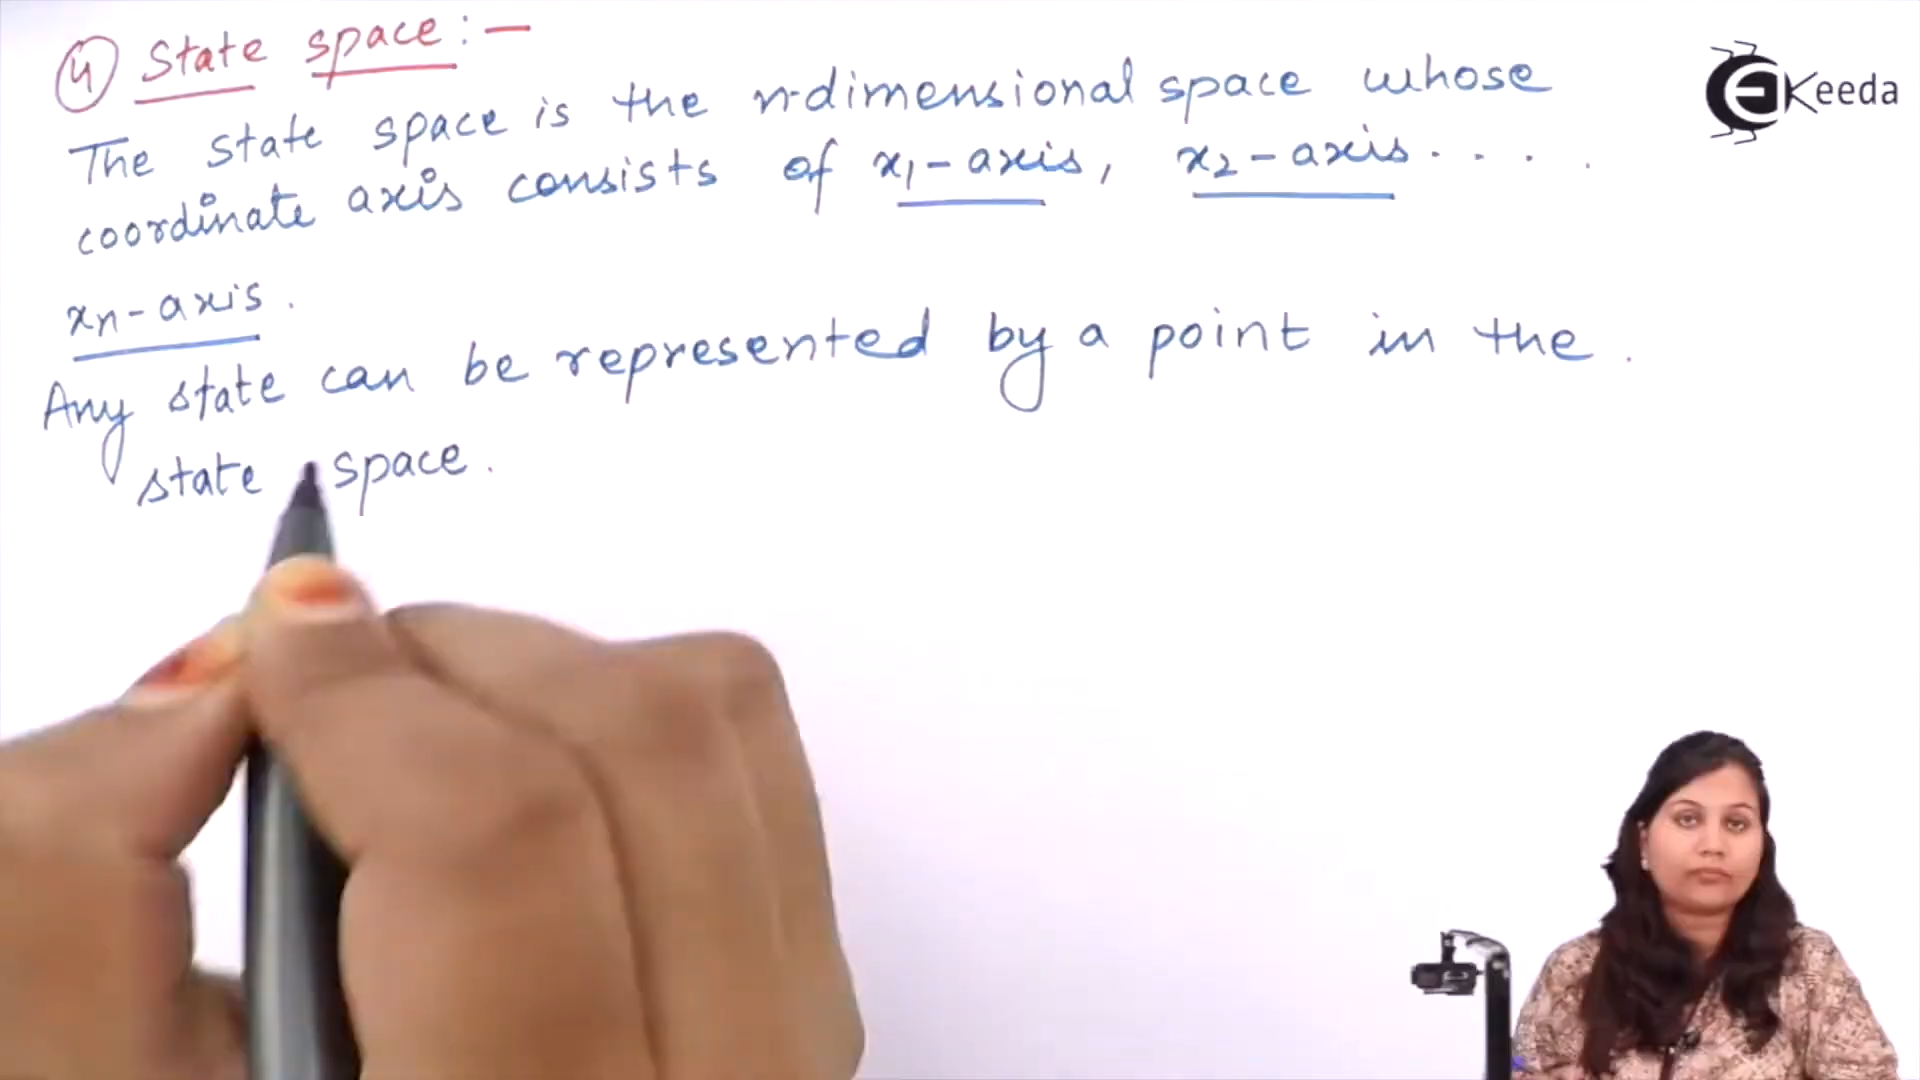 4 State space:-
The state space is the n-dimensional space whose
coordinate axis consists of x1-axis, x2-axis....
xn-axis.
Any state can be represented by a point in the.
state space.
EKeeda